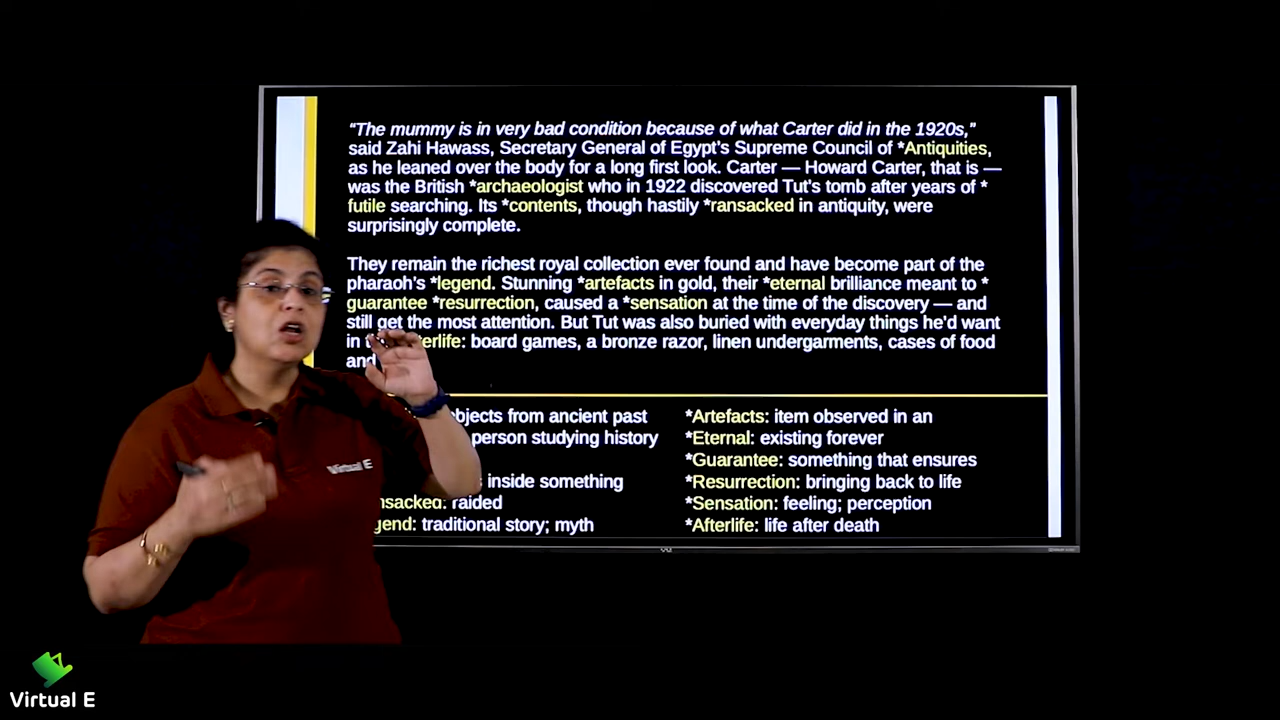 “The mummy is in very bad condition because of what Carter did in the 1920s,”
said Zahi Hawass, Secretary General of Egypt's Supreme Council of *Antiquities,
as he leaned over the body for a long first look. Carter — Howard Carter, that is —
was the British *archaeologist who in 1922 discovered Tut's tomb after years of *
futile searching. Its *contents, though hastily *ransacked in antiquity, were
surprisingly complete.
They remain the richest royal collection ever found and have become part of the
pharaoh's *legend. Stunning *artefacts in gold, their *eternal brilliance meant to *
guarantee *resurrection, caused a *sensation at the time of the discovery — and
still get the most attention. But Tut was also buried with everyday things he'd want
in erlife: board games, a bronze razor, linen undergarments, cases of food
and
bjects from ancient past
person studying history
s inside something
nsacked: raided
gend: traditional story; myth
*Artefacts: item observed in an
*Eternal: existing forever
*Guarantee: something that ensures
*Resurrection: bringing back to life
*Sensation: feeling; perception
*Afterlife: life after death
Virtual E
Virtual E